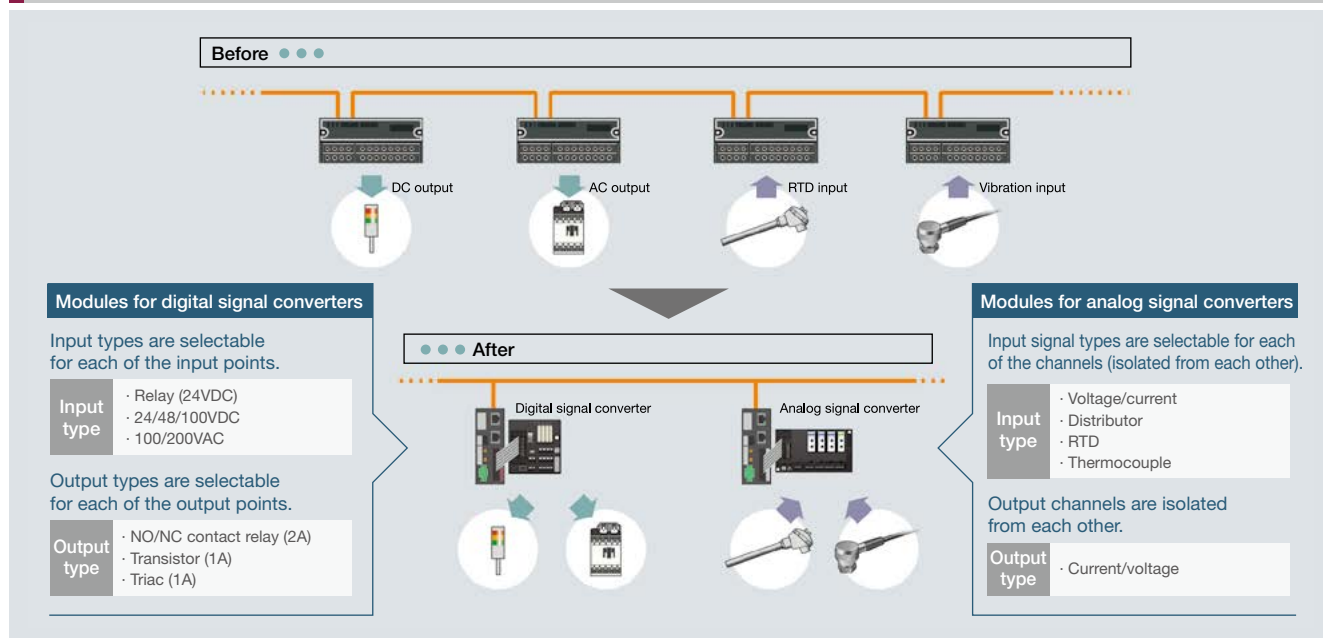 Before
DC output
AC output
RTD input
Vibration input
Modules for digital signal converters
Input types are selectable
for each of the input points.
Input
type
· Relay (24VDC)
· 24/48/100VDC
· 100/200VAC
Output types are selectable
for each of the output points.
Output
type
· NO/NC contact relay (2A)
· Transistor (1A)
· Triac (1A)
After
Digital signal converter
Analog signal converter
Modules for analog signal converters
Input signal types are selectable for each
of the channels (isolated from each other).
Input
type
· Voltage/current
· Distributor
· RTD
· Thermocouple
Output channels are isolated
from each other.
Output
type
· Current/voltage